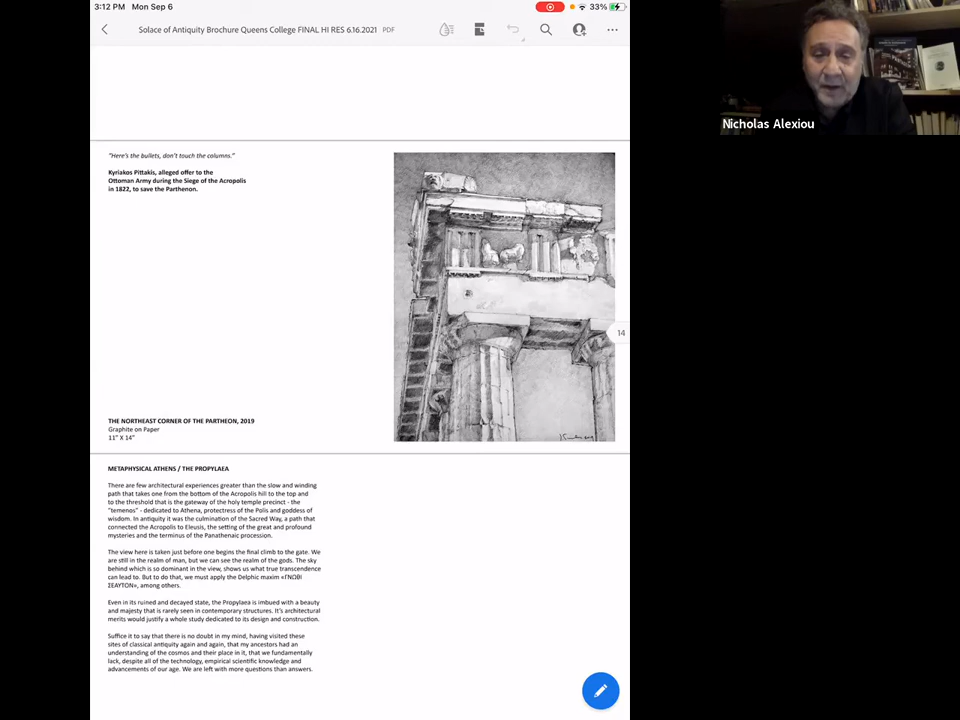 3:12 PM Mon Sep 6
33%
Solace of Antiquity Brochure Queens College FINAL HI RES 6.16.2021 PDF
Nicholas Alexiou
"Here's the bullets, don't touch the columns."
Kyriakos Pittakis, alleged offer to the
Ottoman Army during the Siege of the Acropolis
in 1822, to save the Parthenon.
14
THE NORTHEAST CORNER OF THE PARTHEON, 2019
Graphite on Paper
11" X 14"
METAPHYSICAL ATHENS / THE PROPYLAEA
There are few architectural experiences greater than the slow and winding
path that takes one from the bottom of the Acropolis hill to the top and
to the threshold that is the gateway of the holy temple precinct - the
"temenos" - dedicated to Athena, protectress of the Polis and goddess of
wisdom. In antiquity it was the culmination of the Sacred Way, a path that
connected the Acropolis to Eleusis, the setting of the great and profound
mysteries and the terminus of the Panathenaic procession.
The view here is taken just before one begins the final climb to the gate. We
are still in the realm of man, but we can see the realm of the gods. The sky
behind which is so dominant in the view, shows us what true transcendence
can lead to. But to do that, we must apply the Delphic maxim «ΓΝΩΘΙ
ΣΕΑΥΤΟΝ», among others.
Even in its ruined and decayed state, the Propylaea is imbued with a beauty
and majesty that is rarely seen in contemporary structures. It's architectural
merits would justify a whole study dedicated to its design and construction.
Suffice it to say that there is no doubt in my mind, having visited these
sites of classical antiquity again and again, that my ancestors had an
understanding of the cosmos and their place in it, that we fundamentally
lack, despite all of the technology, empirical scientific knowledge and
advancements of our age. We are left with more questions than answers.